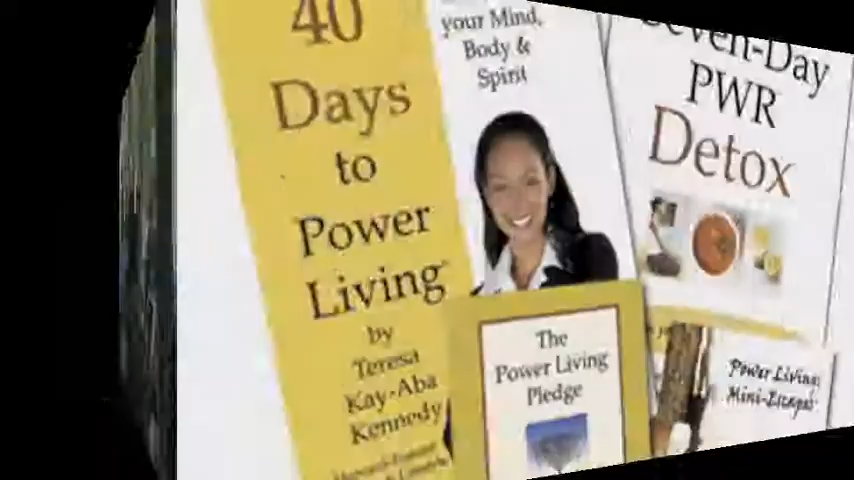 40
Days
to
Power
Living®
by
Teresa
Kay-Aba
Kennedy
your Mind,
Body &
Spirit
Seven-Day
PWR
Detox
The
Power Living
Pledge
Power Living
Mini-Escapes